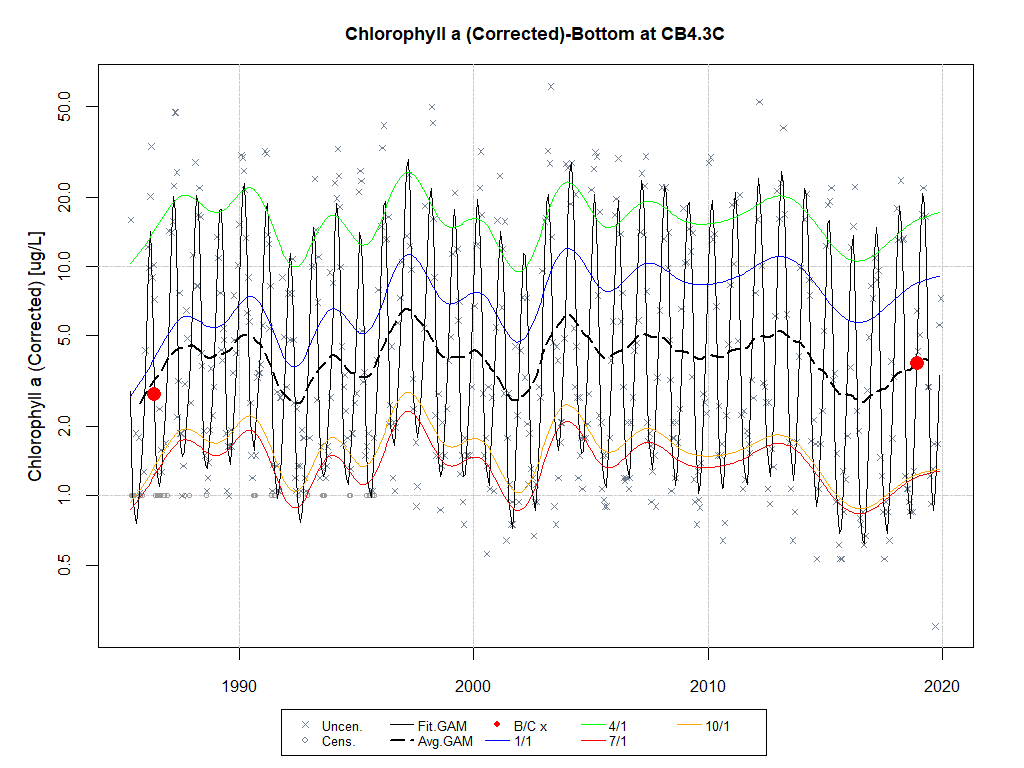 Chlorophyll a (Corrected)-Bottom at CB4.3C
Chlorophyll a (Corrected) [ug/L]
50.0
20.0
10.0
5.0
2.0
1.0
0.5
1990 2000 2010 2020
Uncen. Fit.GAM B/C x 4/1 10/1
Cens. Avg.GAM 1/1 7/1